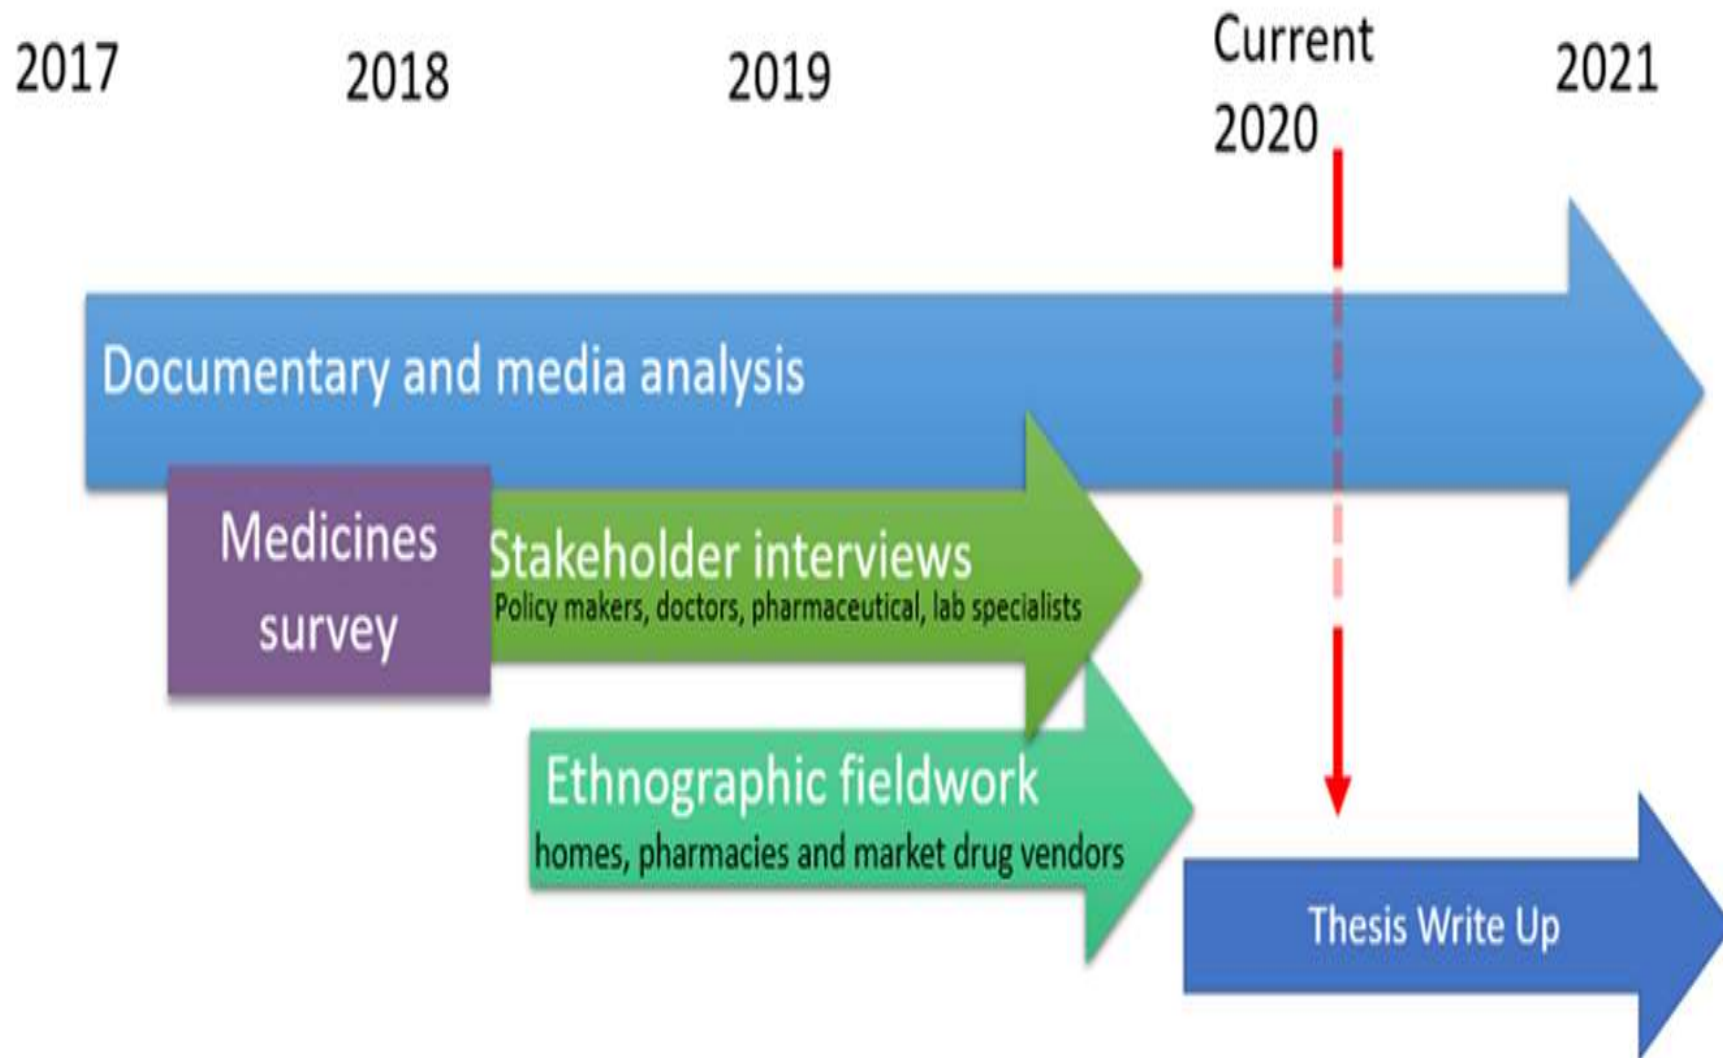 2017
2018
2019
Current
2020
2021
Documentary and media analysis
Medicines
survey
Stakeholder interviews
Policy makers, doctors, pharmaceutical, lab specialists
Ethnographic fieldwork
homes, pharmacies and market drug vendors
Thesis Write Up